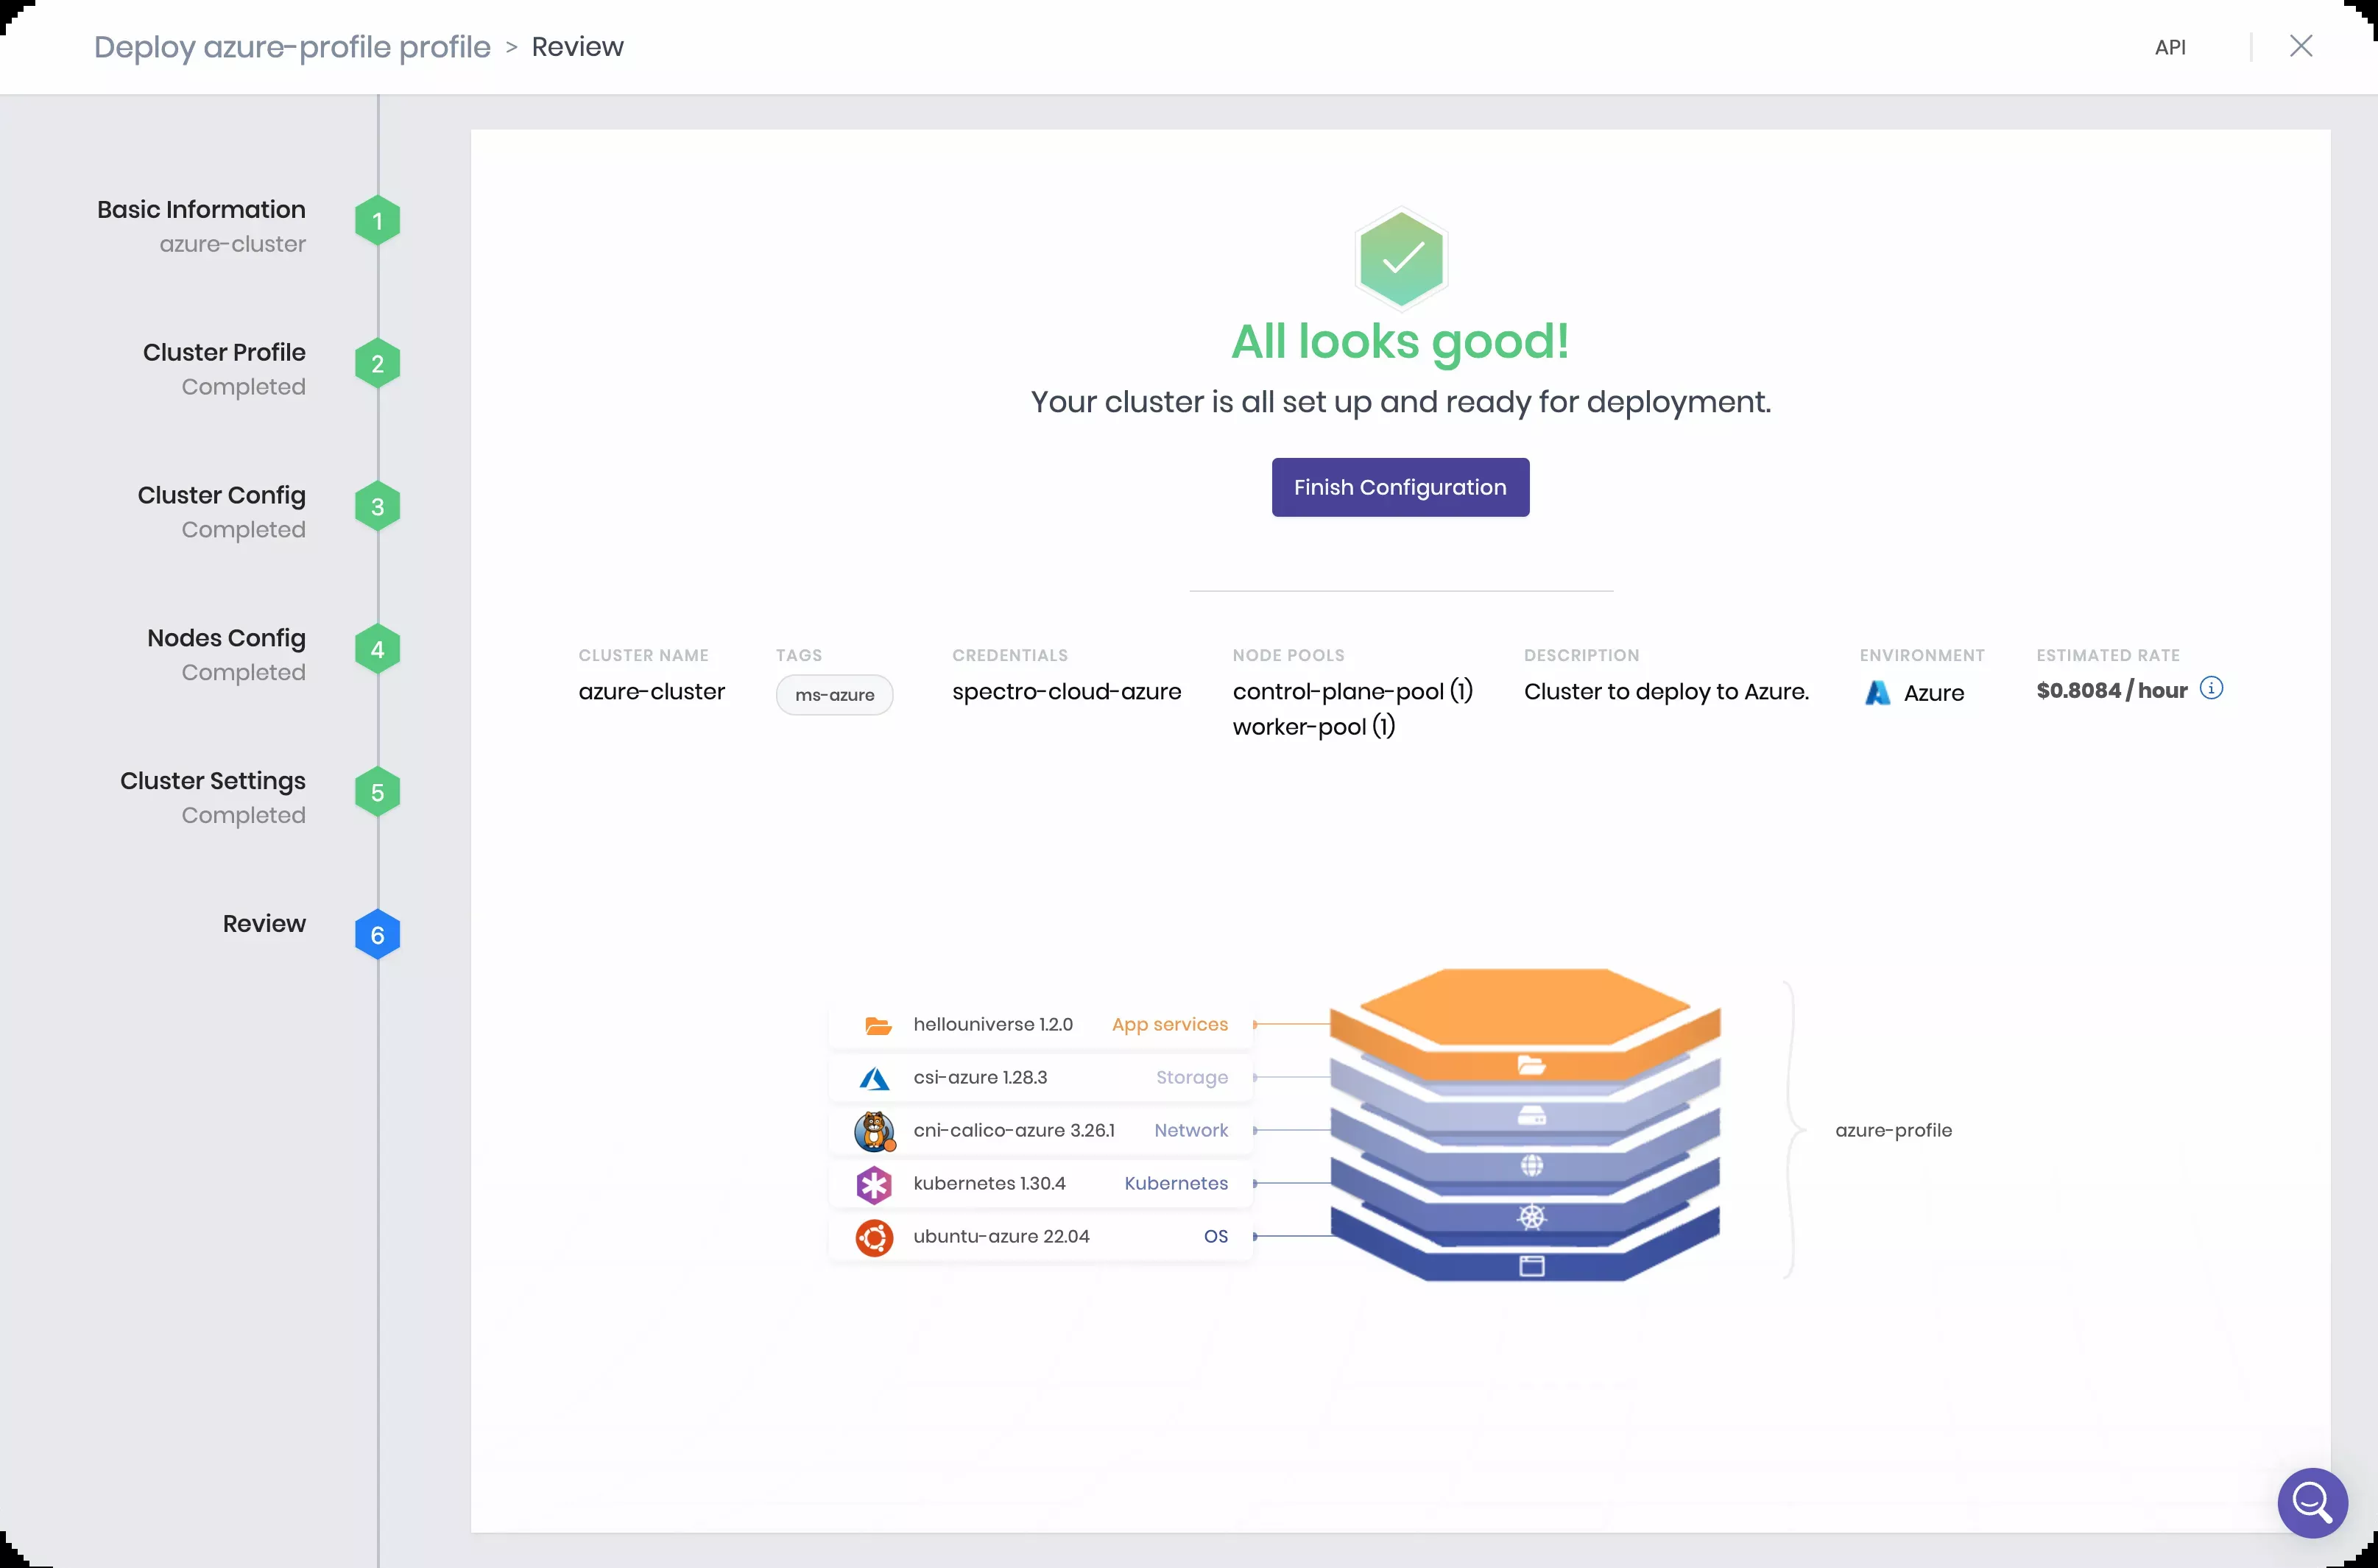 Deploy azure-profile profile > Review
API
Basic Information
azure-cluster
1
Cluster Profile
Completed
2
Cluster Config
Completed
3
Nodes Config
Completed
4
Cluster Settings
Completed
5
Review
6
All looks good!
Your cluster is all set up and ready for deployment.
Finish Configuration
CLUSTER NAME
azure-cluster
TAGS
ms-azure
CREDENTIALS
spectro-cloud-azure
NODE POOLS
control-plane-pool (1)
worker-pool (1)
DESCRIPTION
Cluster to deploy to Azure.
ENVIRONMENT
Azure
ESTIMATED RATE
$0.8084 / hour
hellouniverse 1.2.0 App services
csi-azure 1.28.3 Storage
cni-calico-azure 3.26.1 Network
kubernetes 1.30.4 Kubernetes
ubuntu-azure 22.04 OS
azure-profile